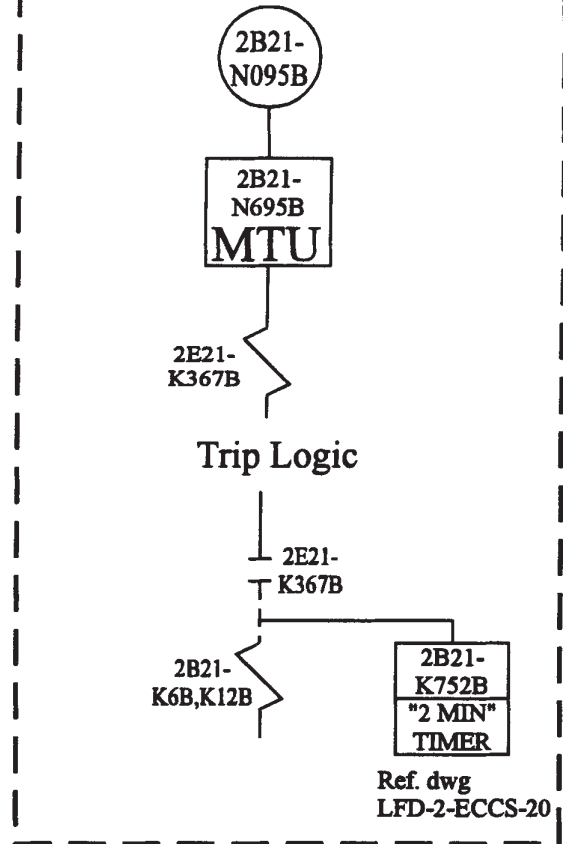 2B21-
N095B
2B21-
N695B
MTU
2E21-
K367B
Trip Logic
2E21-
K367B
2B21-
K6B,K12B
2B21-
K752B
"2 MIN"
TIMER
Ref. dwg
LFD-2-ECCS-20